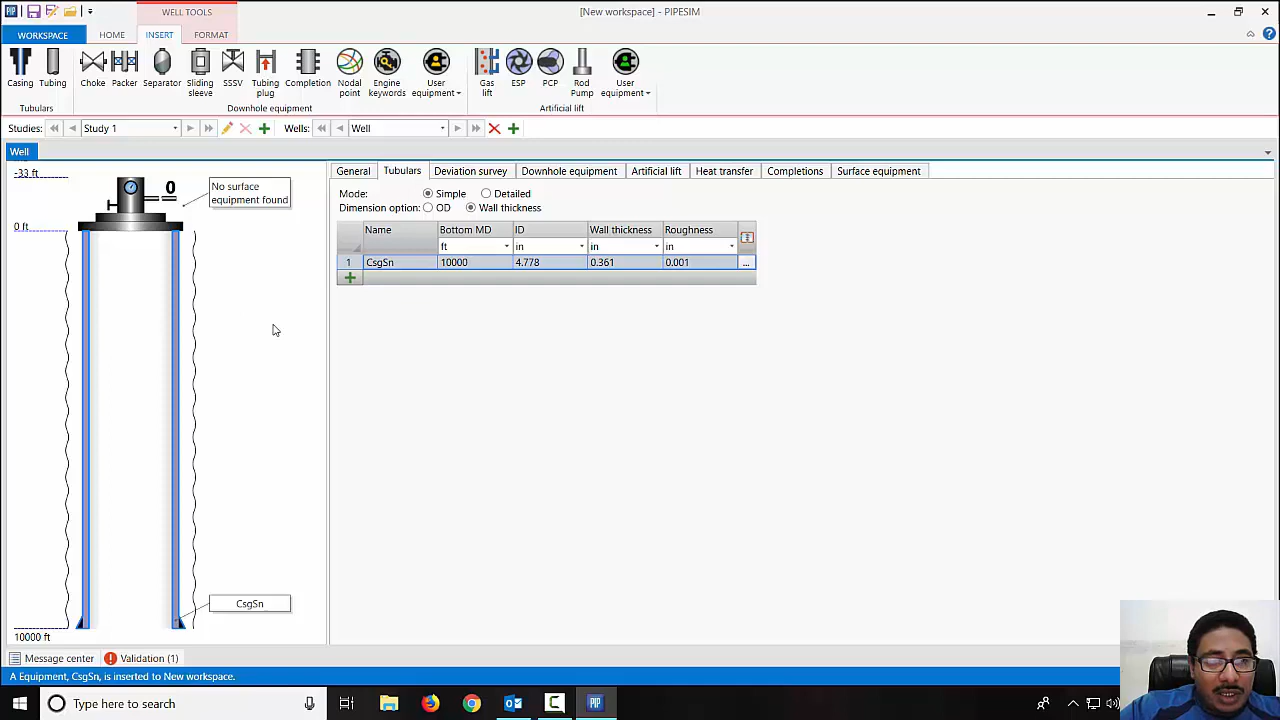 PIP
WELL TOOLS
[New workspace] - PIPESIM
WORKSPACE HOME INSERT FORMAT
Casing Tubing Choke Packer Separator Sliding sleeve SSSV Tubing plug Completion Nodal point Engine keywords User equipment Gas lift ESP PCP Rod Pump User equipment
Tubulars Downhole equipment Artificial lift
Studies: Study 1 Wells: Well
Well
General Tubulars Deviation survey Downhole equipment Artificial lift Heat transfer Completions Surface equipment
-33 ft
0
No surface
equipment found
0 ft
Mode: Simple Detailed
Dimension option: OD Wall thickness
Name Bottom MD ID Wall thickness Roughness
ft in in in
1 CsgSn 10000 4.778 0.361 0.001 ...
CsgSn
10000 ft
Message center Validation (1)
A Equipment, CsgSn, is inserted to New workspace.
Type here to search
PIP